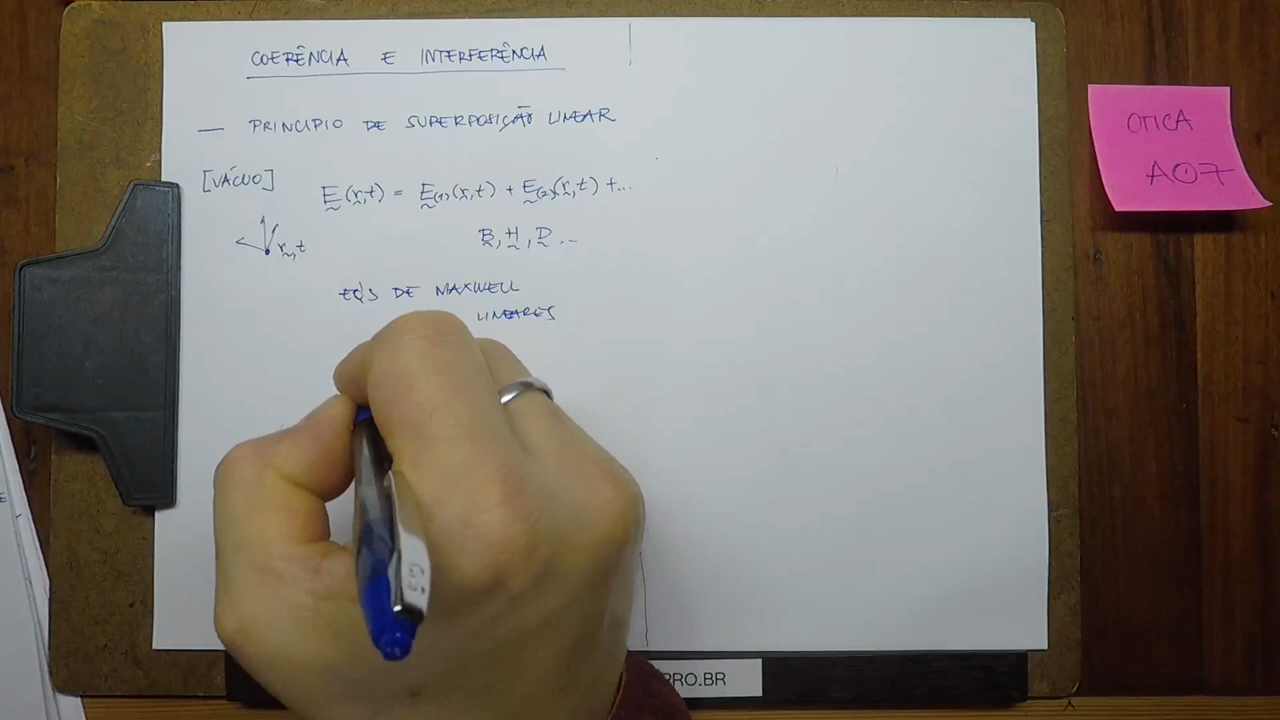 COERÊNCIA E INTERFERÊNCIA
— PRINCIPIO DE SUPERPOSIÇÃO LINEAR
[VÁCUO]
E(r,t) = E(1)(r,t) + E(2)(r,t) + ...
r,t
B, H, D ...
EQ'S DE MAXWELL
LINEARES
OTICA
A07
PRO.BR